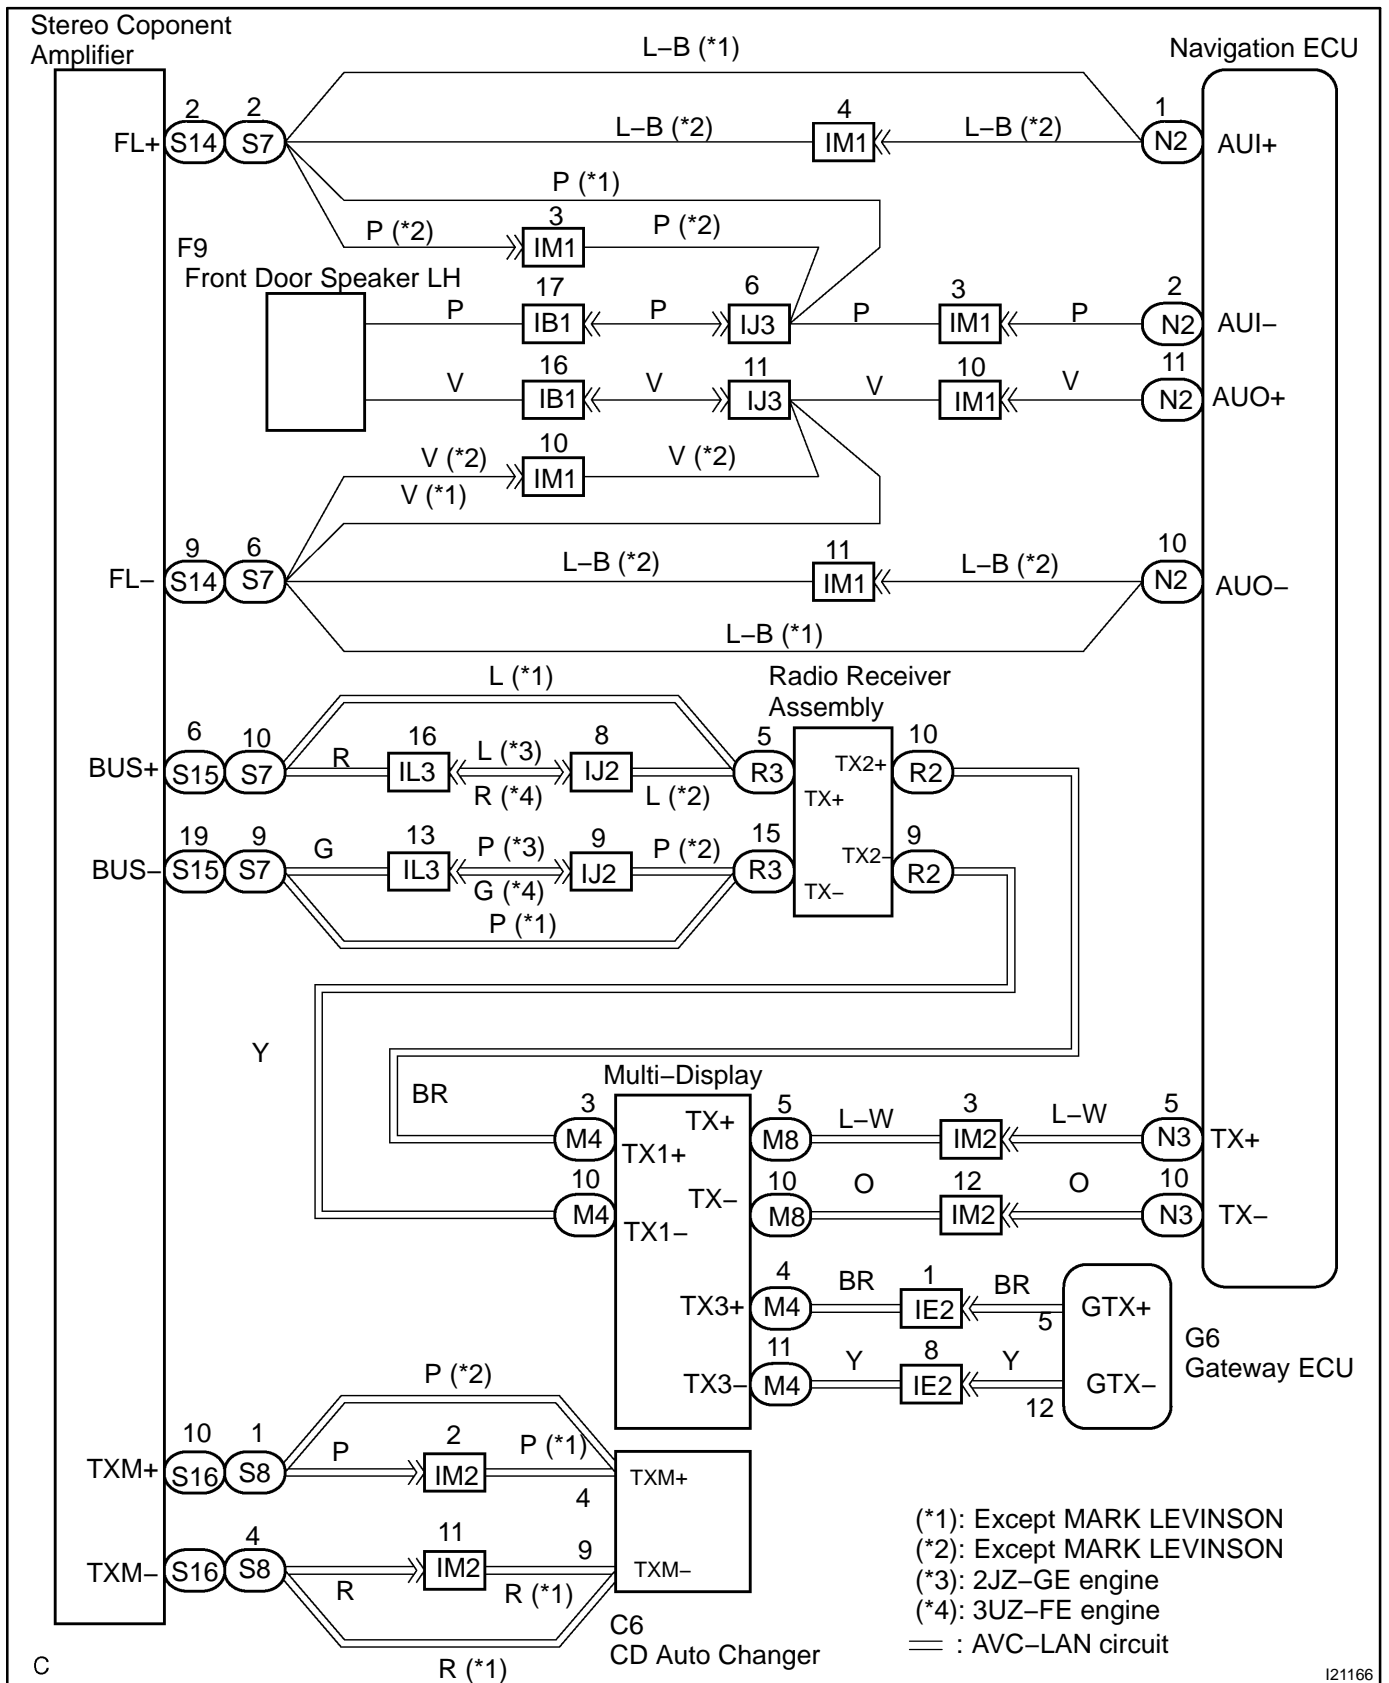 Stereo Coponent
Amplifier
L–B (*1)
Navigation ECU
2 2 4 1
FL+ S14 S7 L–B (*2) IM1 L–B (*2) N2 AUI+
P (*1)
3
F9 P (*2) IM1 P (*2)
Front Door Speaker LH
17 6 3 2
P IB1 P IJ3 P IM1 P N2 AUI–
16 11 10 11
V IB1 V IJ3 V IM1 V N2 AUO+
10
V (*2) IM1 V (*2)
V (*1)
9 6 11 10
FL– S14 S7 L–B (*2) IM1 L–B (*2) N2 AUO–
L–B (*1)
L (*1)
Radio Receiver
Assembly
6 10 16 8 5 10
BUS+ S15 S7 R IL3 L (*3) IJ2 R3 TX2+ R2
R (*4) L (*2) TX+
19 9 13 9 15 9
BUS– S15 S7 G IL3 P (*3) IJ2 P (*2) R3 TX2– R2
G (*4) TX–
P (*1)
Y
BR
Multi–Display
3 5 3 5
M4 TX1+ TX+ M8 L–W IM2 L–W N3 TX+
10 10 12 10
M4 TX1– TX– M8 O IM2 O N3 TX–
4 1
TX3+ M4 BR IE2 BR 5 GTX+
G6
Gateway ECU
11 8
TX3– M4 Y IE2 Y 12 GTX–
P (*2)
10 1 2
TXM+ S16 S8 P IM2 P (*1) 4 TXM+
4 11 9
TXM– S16 S8 R IM2 R (*1) TXM–
R (*1)
C6
CD Auto Changer
(*1): Except MARK LEVINSON
(*2): Except MARK LEVINSON
(*3): 2JZ–GE engine
(*4): 3UZ–FE engine
: AVC–LAN circuit
C
I21166